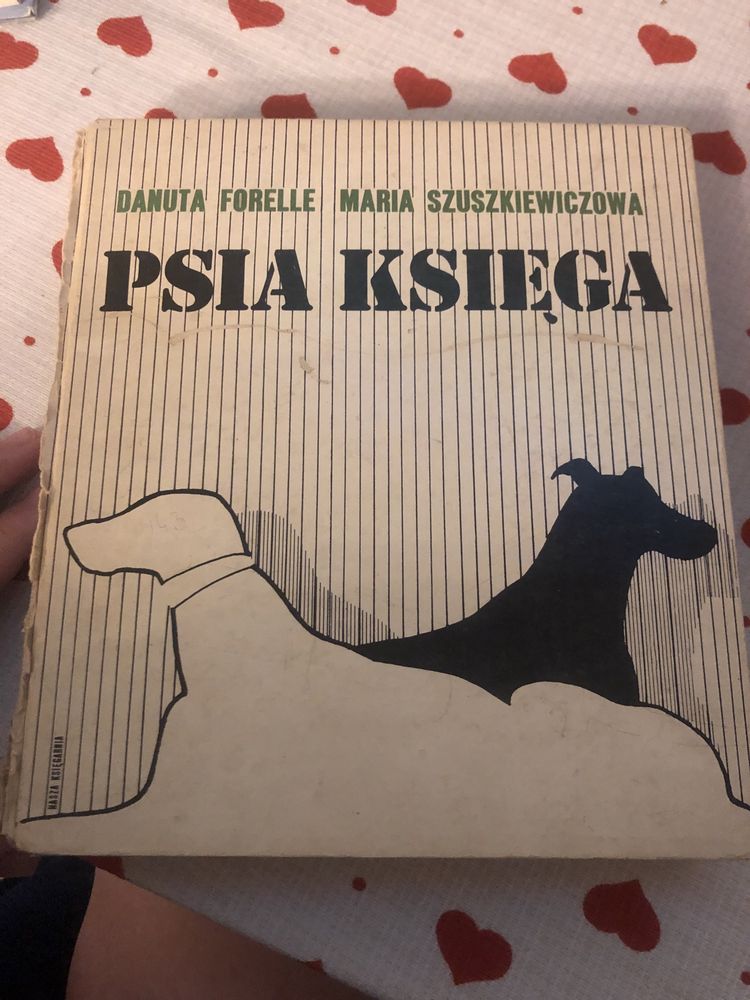 DANUTA FORELLE MARIA SZUSZKIEWICZOWA
PSIA KSIĘGA
NASZA KSIĘGARNIA